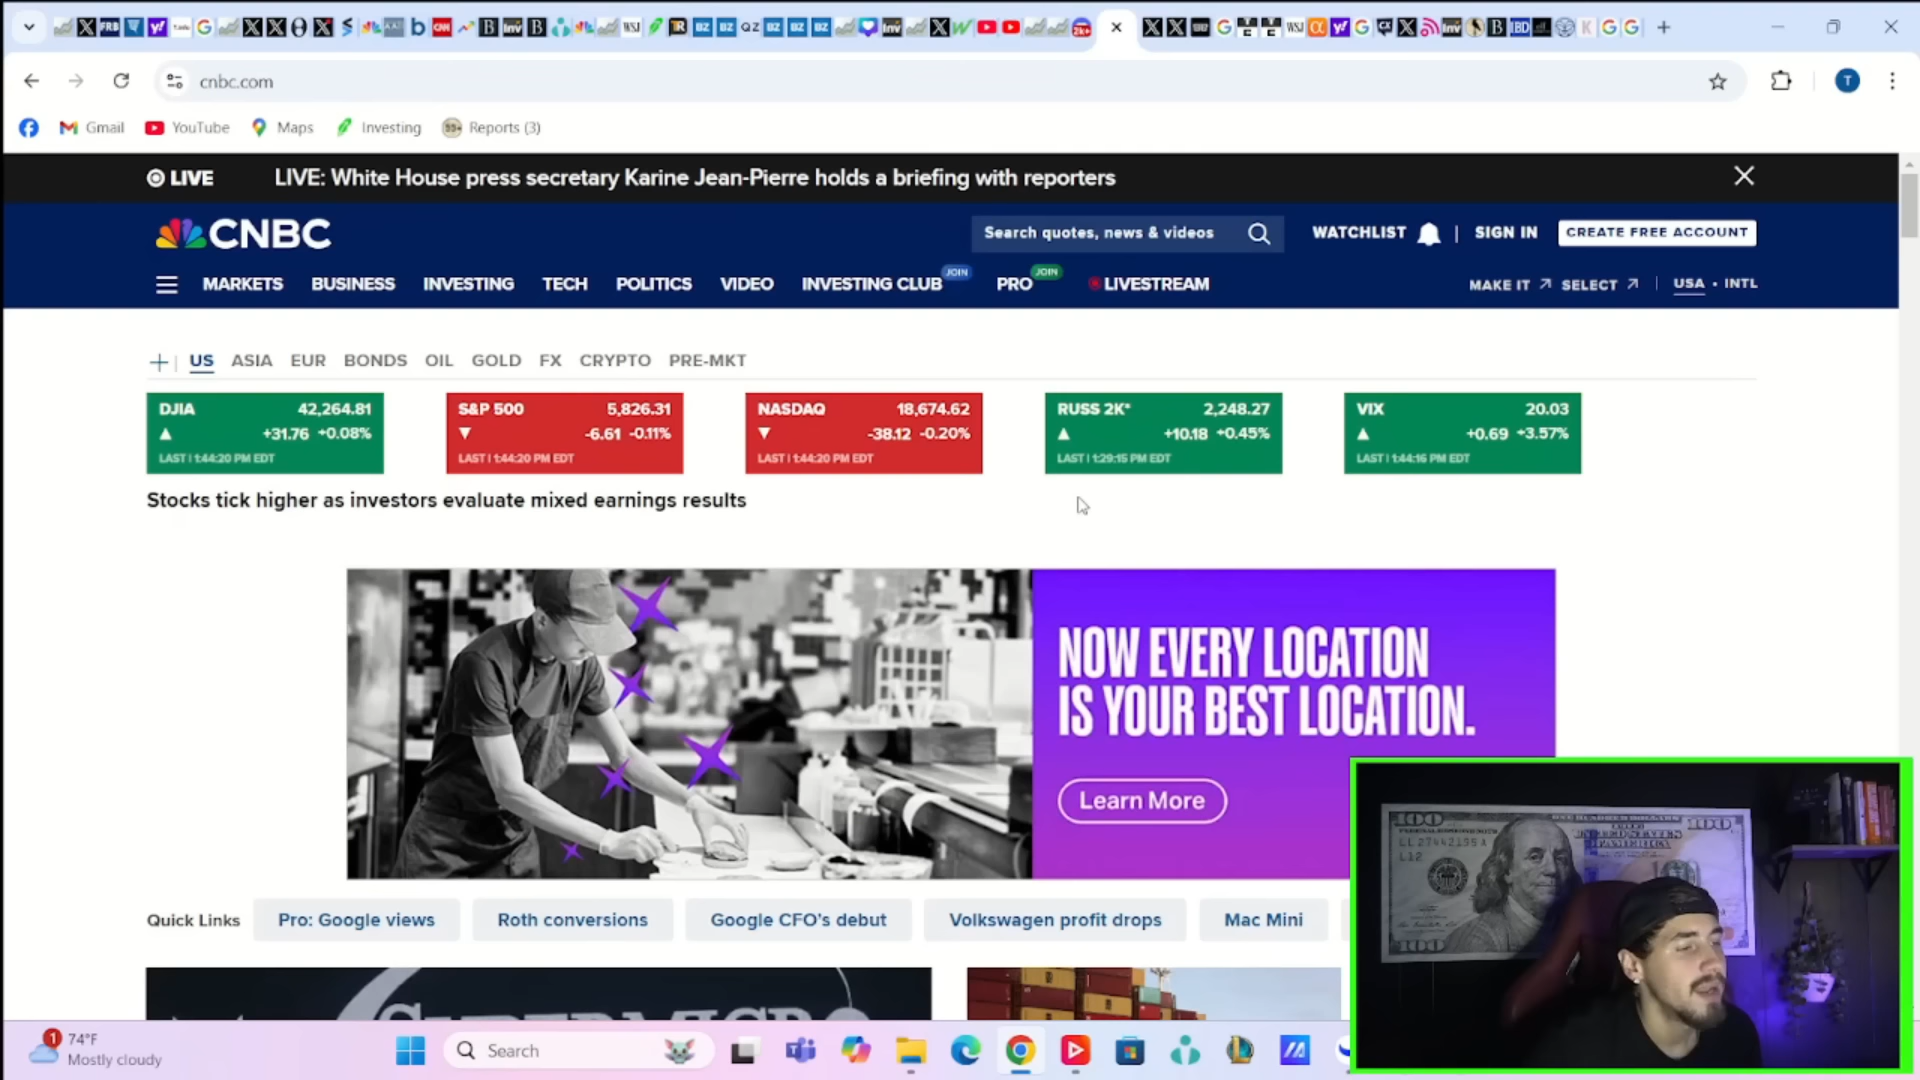 cnbc.com
Gmail
YouTube
Maps
Investing
Reports (3)
LIVE
LIVE: White House press secretary Karine Jean-Pierre holds a briefing with reporters
CNBC
Search quotes, news & videos
WATCHLIST
SIGN IN
CREATE FREE ACCOUNT
MARKETS
BUSINESS
INVESTING
TECH
POLITICS
VIDEO
INVESTING CLUB
JOIN
PRO
JOIN
LIVESTREAM
MAKE IT
SELECT
USA • INTL
US
ASIA
EUR
BONDS
OIL
GOLD
FX
CRYPTO
PRE-MKT
DJIA 42,264.81
+31.76 +0.08%
LAST | 1:44:20 PM EDT
S&P 500 5,826.31
-6.61 -0.11%
LAST | 1:44:20 PM EDT
NASDAQ 18,674.62
-38.12 -0.20%
LAST | 1:44:20 PM EDT
RUSS 2K* 2,248.27
+10.18 +0.45%
LAST | 1:29:15 PM EDT
VIX 20.03
+0.69 +3.57%
LAST | 1:44:16 PM EDT
Stocks tick higher as investors evaluate mixed earnings results
NOW EVERY LOCATION
IS YOUR BEST LOCATION.
Learn More
Quick Links
Pro: Google views
Roth conversions
Google CFO's debut
Volkswagen profit drops
Mac Mini
100
100
100
1
74°F
Mostly cloudy
Search
T